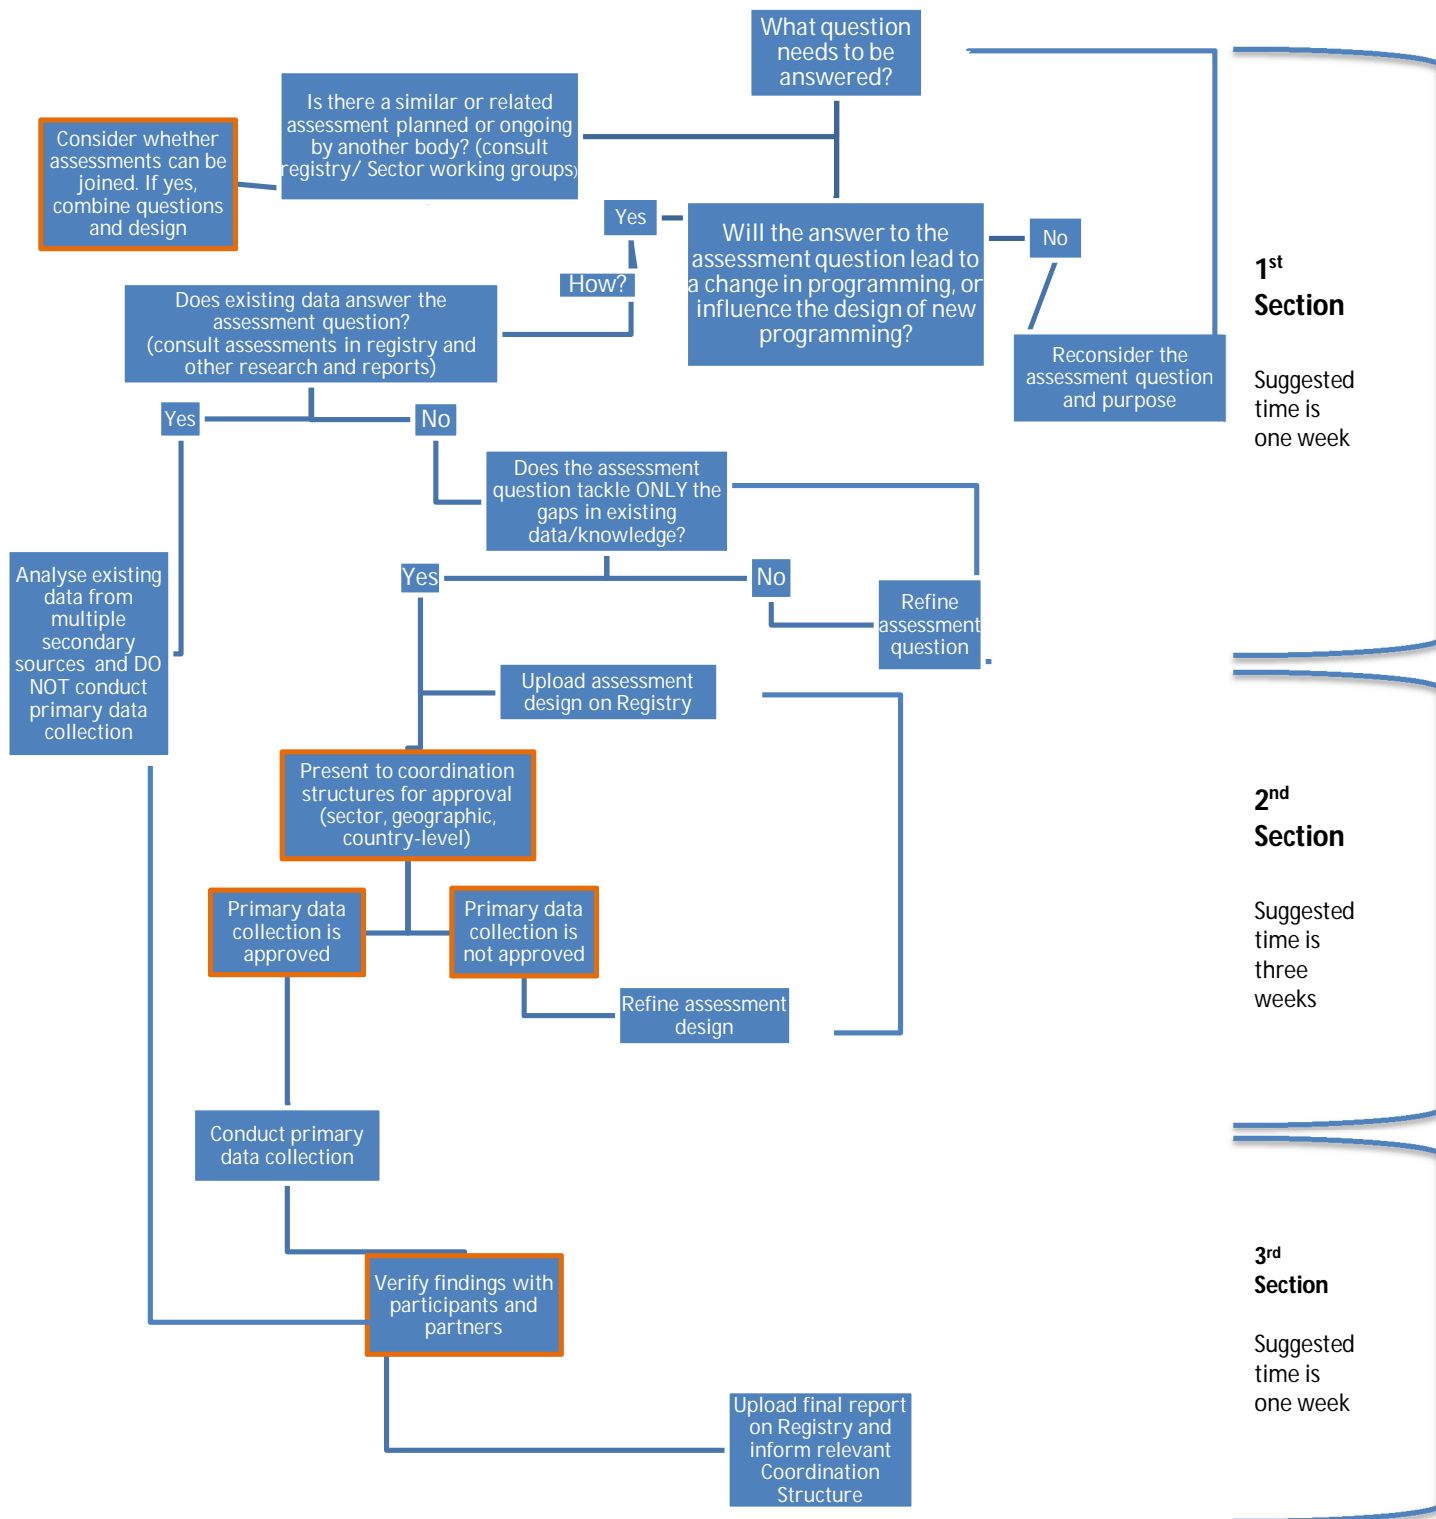 What question
needs to be
answered?
Is there a similar or related
assessment planned or ongoing
by another body? (consult
registry/ Sector working groups)
Consider whether
assessments can be
joined. If yes,
combine questions
and design
Yes
Will the answer to the
assessment question lead to
a change in programming, or
influence the design of new
programming?
No
How?
Does existing data answer the
assessment question?
(consult assessments in registry and
other research and reports)
Reconsider the
assessment question
and purpose
1st
Section
Suggested
time is
one week
Yes
No
Does the assessment
question tackle ONLY the
gaps in existing
data/knowledge?
Analyse existing
data from
multiple
secondary
sources and DO
NOT conduct
primary data
collection
Yes
No
Refine
assessment
question
Upload assessment
design on Registry
Present to coordination
structures for approval
(sector, geographic,
country-level)
2nd
Section
Suggested
time is
three
weeks
Primary data
collection is
approved
Primary data
collection is
not approved
Refine assessment
design
Conduct primary
data collection
Verify findings with
participants and
partners
3rd
Section
Suggested
time is
one week
Upload final report
on Registry and
inform relevant
Coordination
Structure